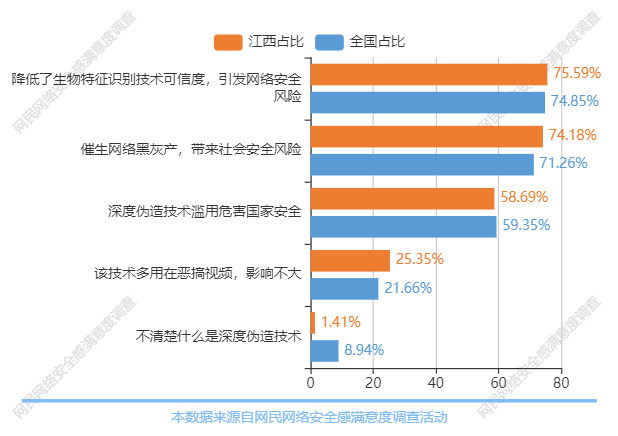 网民网络安全感满意度调查
网民网络安全感满意度调查
江西占比 全国占比
降低了生物特征识别技术可信度，引发网络安全
风险
75.59%
74.85%
催生网络黑灰产，带来社会安全风险
74.18%
71.26%
深度伪造技术滥用危害国家安全
58.69%
59.35%
该技术多用在恶搞视频，影响不大
25.35%
21.66%
不清楚什么是深度伪造技术
1.41%
8.94%
0 20 40 60 80
网民网络安全感满意度调查
网民网络安全感满意度调查
本数据来源自网民网络安全感满意度调查活动